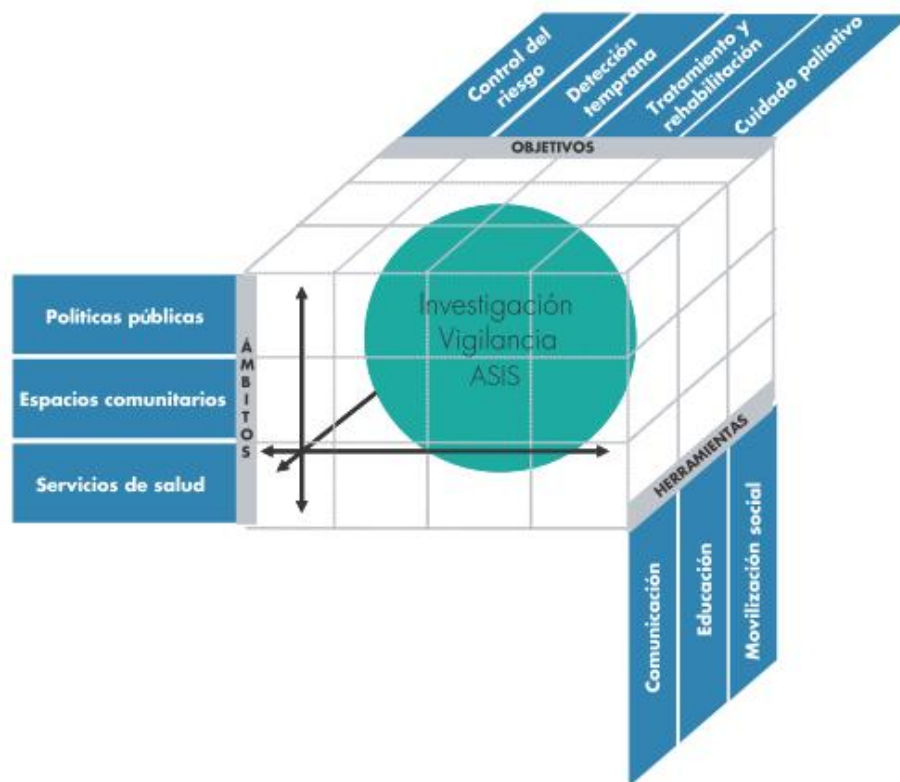 Control del
riesgo
Detección
temprana
Tratamiento y
rehabilitación
Cuidado paliativo
OBJETIVOS
Políticas públicas
Espacios comunitarios
Servicios de salud
ÁMBITOS
Investigación
Vigilancia
ASIS
HERRAMIENTAS
Comunicación
Educación
Movilización social